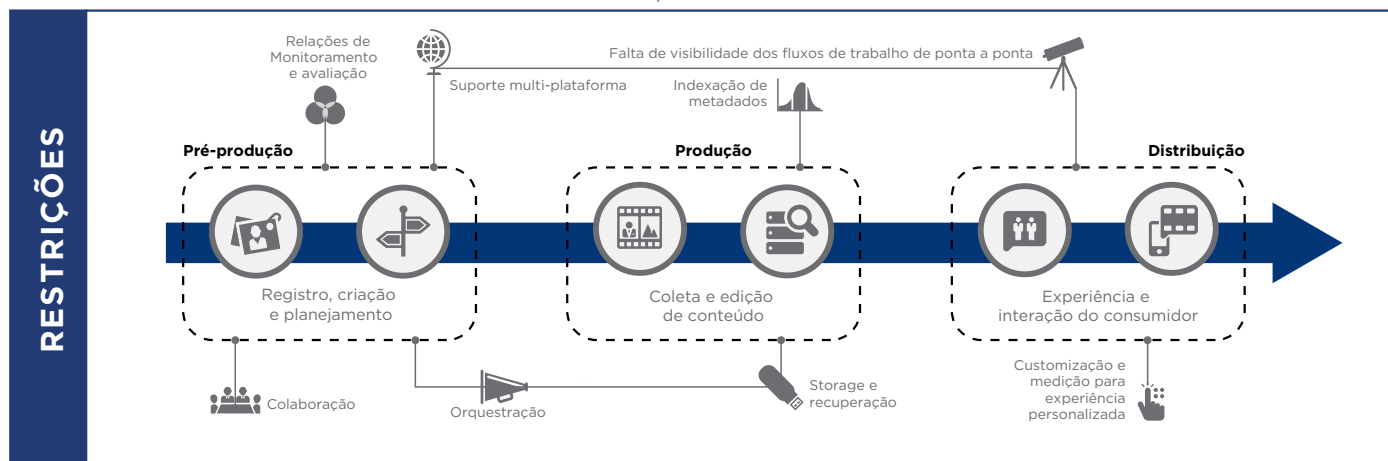 RESTRIÇÕES
Relações de
Monitoramento
e avaliação
Suporte multi-plataforma
Falta de visibilidade dos fluxos de trabalho de ponta a ponta
Indexação de
metadados
Pré-produção
Produção
Distribuição
Registro, criação
e planejamento
Coleta e edição
de conteúdo
Experiência e
interação do consumidor
Colaboração
Orquestração
Storage e
recuperação
Customização e
medição para
experiência
personalizada